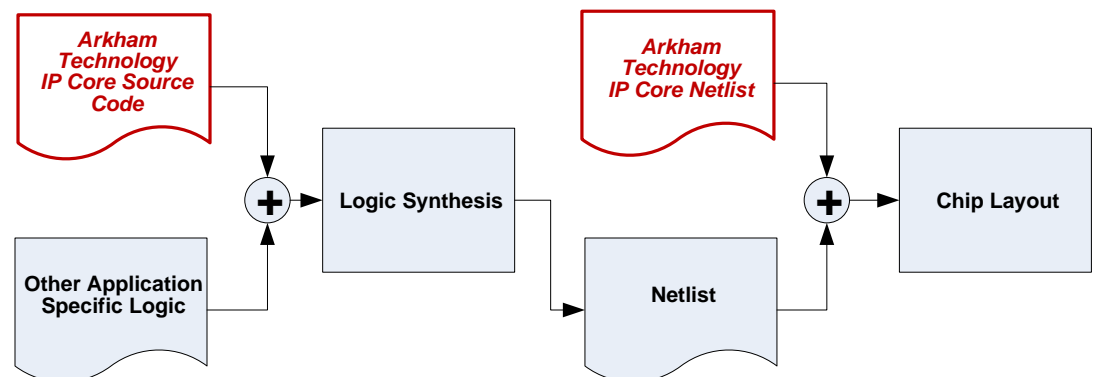 Arkham
Technology
IP Core Source
Code
Arkham
Technology
IP Core Netlist
+
Logic Synthesis
+
Chip Layout
Other Application
Specific Logic
Netlist